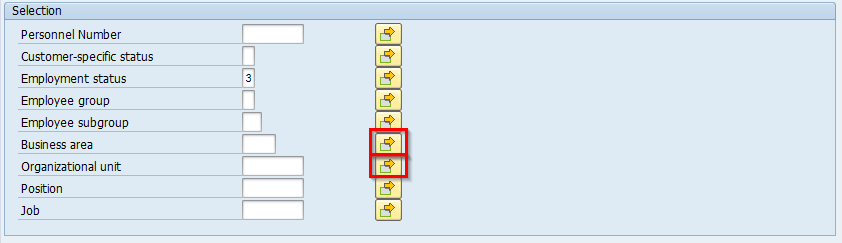 Selection
Personnel Number
Customer-specific status
Employment status 3
Employee group
Employee subgroup
Business area
Organizational unit
Position
Job